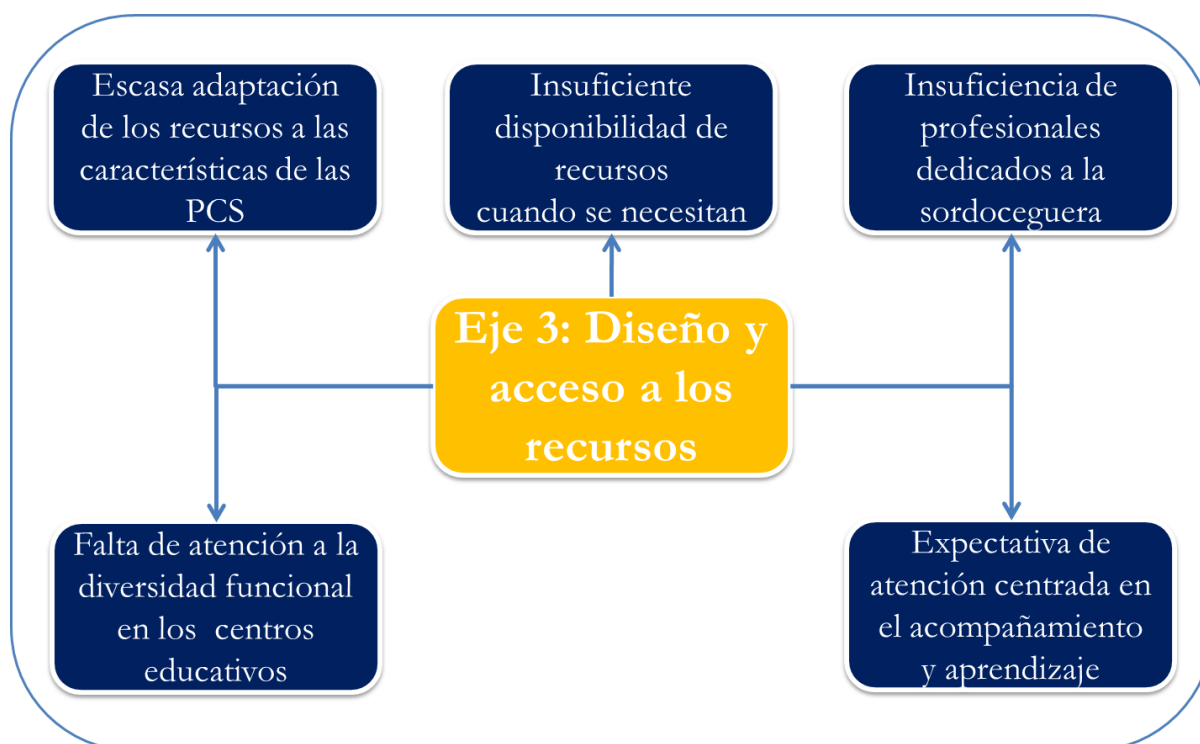 Escasa adaptación
de los recursos a las
características de las
PCS
Insuficiente
disponibilidad de
recursos
cuando se necesitan
Insuficiencia de
profesionales
dedicados a la
sordoceguera
Eje 3: Diseño y
acceso a los
recursos
Falta de atención a la
diversidad funcional
en los centros
educativos
Expectativa de
atención centrada en
el acompañamiento
y aprendizaje